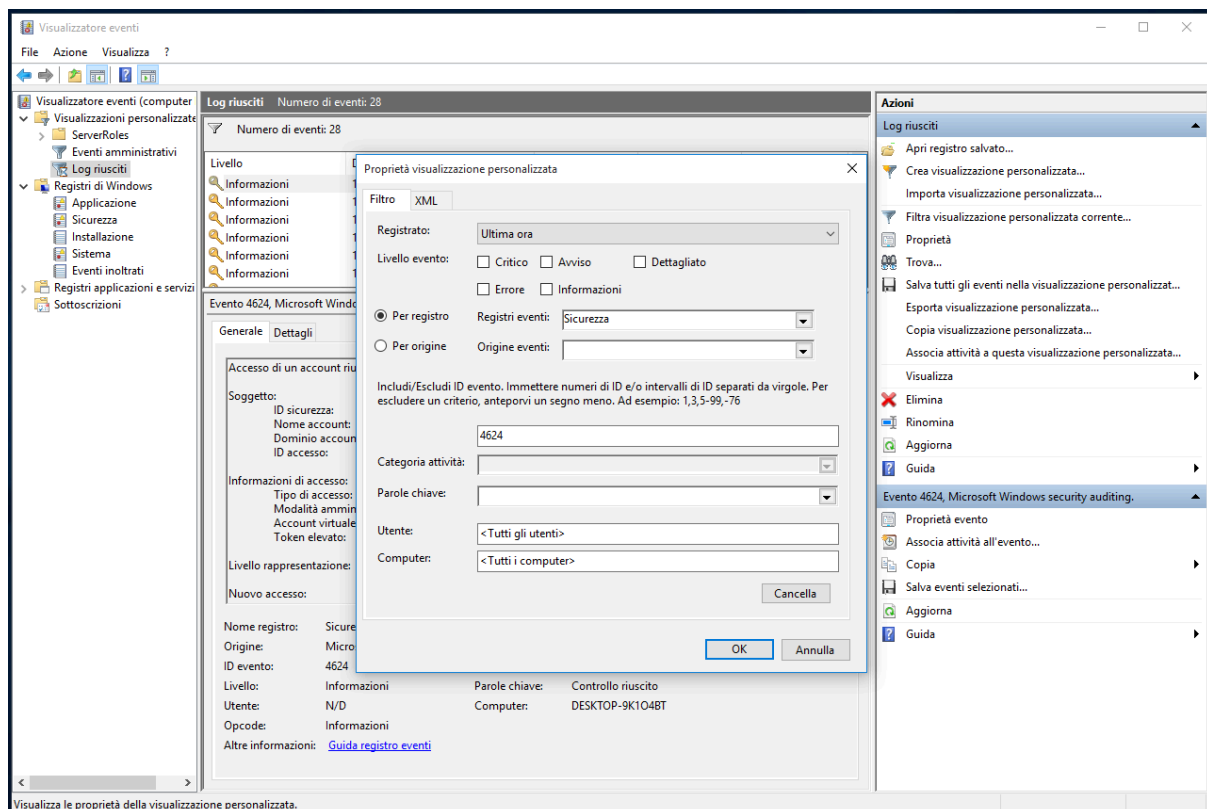 Visualizzatore eventi
File Azione Visualizza ?
Visualizzatore eventi (computer
Visualizzazioni personalizzate
ServerRoles
Eventi amministrativi
Log riusciti
Registri di Windows
Applicazione
Sicurezza
Installazione
Sistema
Eventi inoltrati
Registri applicazioni e servizi
Sottoscrizioni
Log riusciti Numero di eventi: 28
Numero di eventi: 28
Livello
Informazioni
Informazioni
Informazioni
Informazioni
Informazioni
Informazioni
Evento 4624, Microsoft Windo
Generale Dettagli
Accesso di un account riu
Soggetto:
ID sicurezza:
Nome account:
Dominio accoun
ID accesso:
Informazioni di accesso:
Tipo di accesso:
Modalità ammin
Account virtuale
Token elevato:
Livello rappresentazione:
Nuovo accesso:
Nome registro: Sicure
Origine: Micro
ID evento: 4624
Livello: Informazioni Parole chiave: Controllo riuscito
Utente: N/D Computer: DESKTOP-9K1O4BT
Opcode: Informazioni
Altre informazioni: Guida registro eventi
Proprietà visualizzazione personalizzata
Filtro XML
Registrato: Ultima ora
Livello evento: Critico Avviso Dettagliato
Errore Informazioni
Per registro Registri eventi: Sicurezza
Per origine Origine eventi:
Includi/Escludi ID evento. Immettere numeri di ID e/o intervalli di ID separati da virgole. Per
escludere un criterio, anteporvi un segno meno. Ad esempio: 1,3,5-99,-76
4624
Categoria attività:
Parole chiave:
Utente: <Tutti gli utenti>
Computer: <Tutti i computer>
Cancella
OK Annulla
Azioni
Log riusciti
Apri registro salvato...
Crea visualizzazione personalizzata...
Importa visualizzazione personalizzata...
Filtra visualizzazione personalizzata corrente...
Proprietà
Trova...
Salva tutti gli eventi nella visualizzazione personalizzat...
Esporta visualizzazione personalizzata...
Copia visualizzazione personalizzata...
Associa attività a questa visualizzazione personalizzata...
Visualizza
Elimina
Rinomina
Aggiorna
Guida
Evento 4624, Microsoft Windows security auditing.
Proprietà evento
Associa attività all'evento...
Copia
Salva eventi selezionati...
Aggiorna
Guida
Visualizza le proprietà della visualizzazione personalizzata.